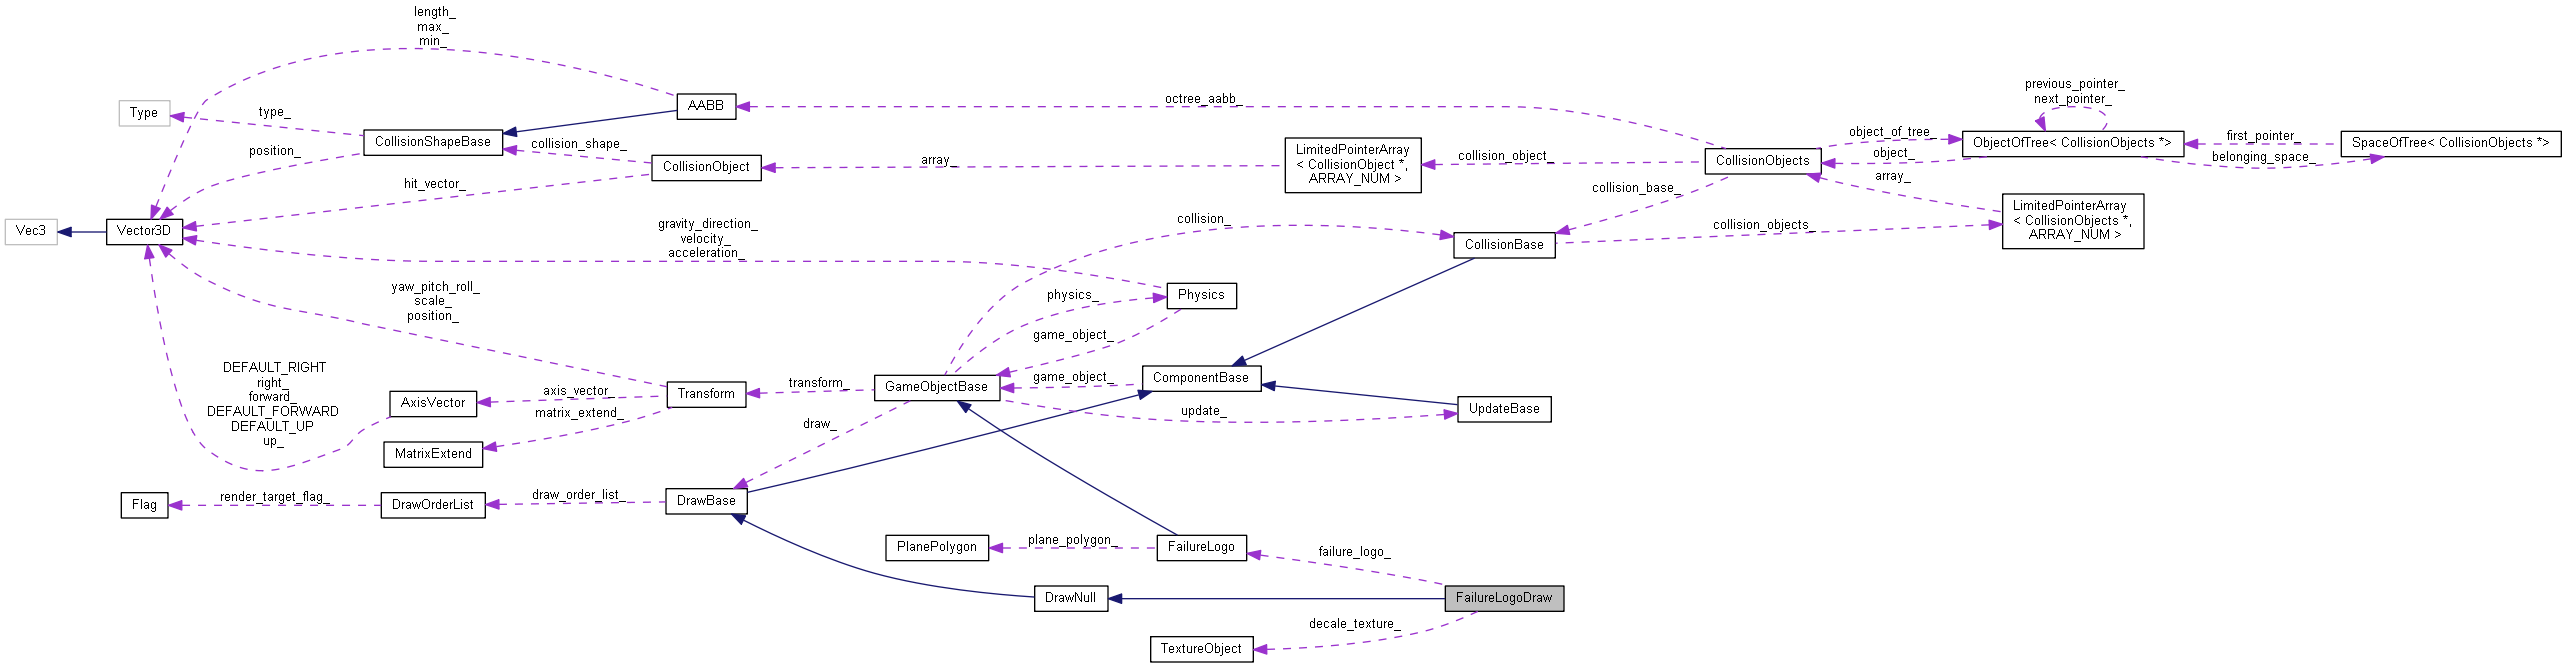 length_
max_
min_
Type
type_
AABB
octree_aabb_
CollisionShapeBase
collision_shape_
position_
CollisionObject
hit_vector_
array_
LimitedPointerArray
< CollisionObject *,
ARRAY_NUM >
collision_object_
CollisionObjects
object_of_tree_
object_
previous_pointer_
next_pointer_
ObjectOfTree< CollisionObjects *>
first_pointer_
belonging_space_
SpaceOfTree< CollisionObjects *>
array_
LimitedPointerArray
< CollisionObjects *,
ARRAY_NUM >
collision_base_
collision_objects_
CollisionBase
collision_
Vec3
Vector3D
gravity_direction_
velocity_
acceleration_
yaw_pitch_roll_
scale_
position_
physics_
Physics
game_object_
DEFAULT_RIGHT
right_
forward_
DEFAULT_FORWARD
DEFAULT_UP
up_
AxisVector
axis_vector_
matrix_extend_
MatrixExtend
Transform
transform_
GameObjectBase
game_object_
ComponentBase
update_
UpdateBase
draw_
Flag
render_target_flag_
DrawOrderList
draw_order_list_
DrawBase
PlanePolygon
plane_polygon_
FailureLogo
failure_logo_
DrawNull
FailureLogoDraw
decale_texture_
TextureObject